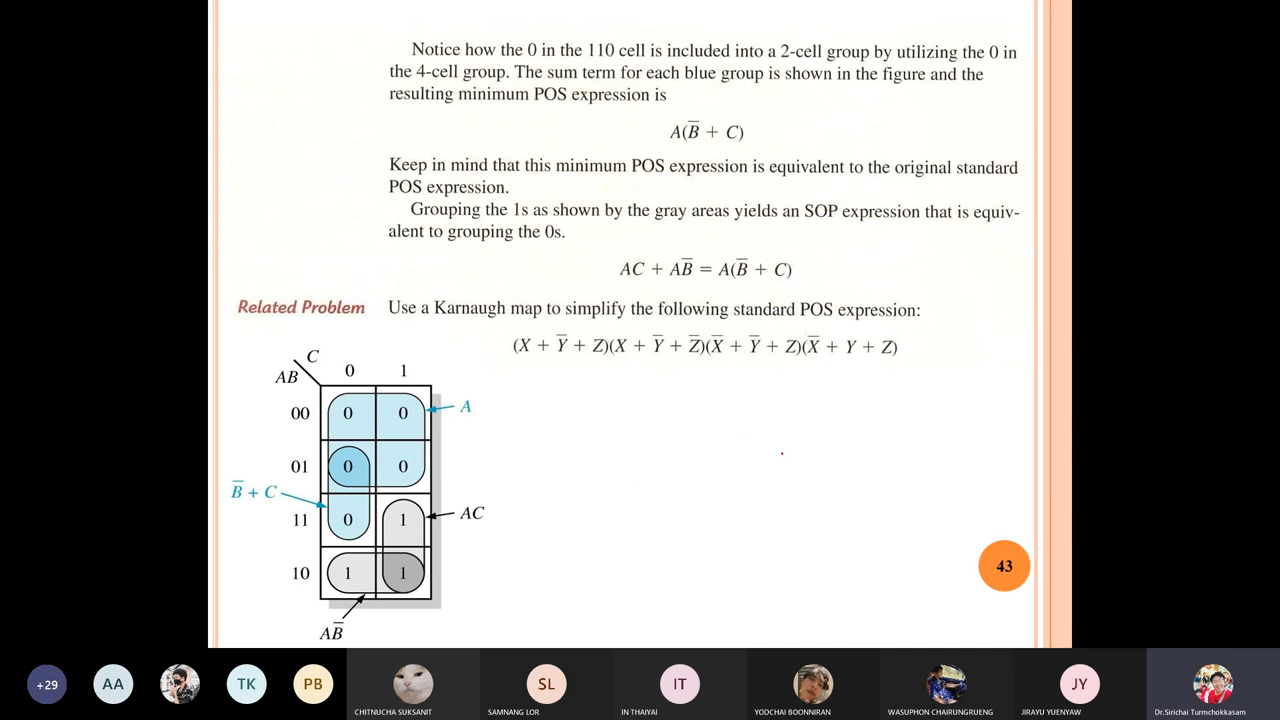 Notice how the 0 in the 110 cell is included into a 2-cell group by utilizing the 0 in
the 4-cell group. The sum term for each blue group is shown in the figure and the
resulting minimum POS expression is
A(B̅ + C)
Keep in mind that this minimum POS expression is equivalent to the original standard
POS expression.
Grouping the 1s as shown by the gray areas yields an SOP expression that is equiv-
alent to grouping the 0s.
AC + AB̅ = A(B̅ + C)
Related Problem Use a Karnaugh map to simplify the following standard POS expression:
(X + Y̅ + Z)(X + Y̅ + Z̅)(X̅ + Y̅ + Z)(X̅ + Y + Z)
C
AB 0 1
00 0 0 A
01 0 0
B̅ + C
11 0 1 AC
10 1 1
AB̅
43
+29 AA TK PB SL IT JY
CHITNUCHA SUKSANIT SAMNANG LOR IN THAIYAI YODCHAI BOONNIRAN WASUPHON CHAIRUNGRUENG JIRAYU YUENYAW Dr.Sirichai Turmchokkasam